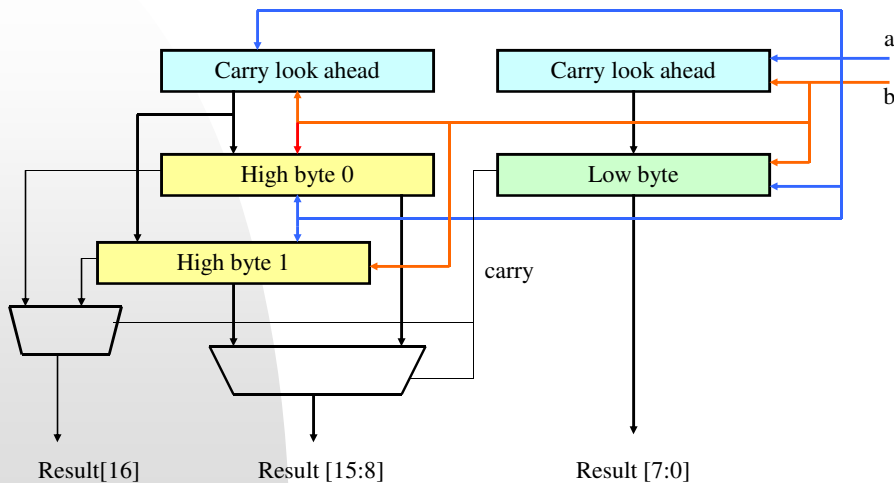 a
Carry look ahead
Carry look ahead
b
High byte 0
Low byte
High byte 1
carry
Result[16]
Result [15:8]
Result [7:0]